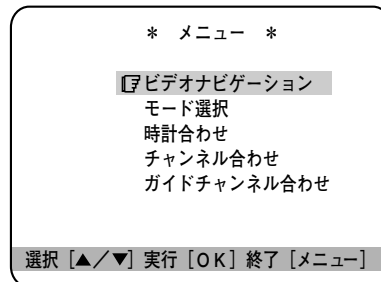 ＊ メニュー ＊
ビデオナビゲーション
モード選択
時計合わせ
チャンネル合わせ
ガイドチャンネル合わせ
選択［▲／▼］実行［ＯＫ］終了［メニュー］